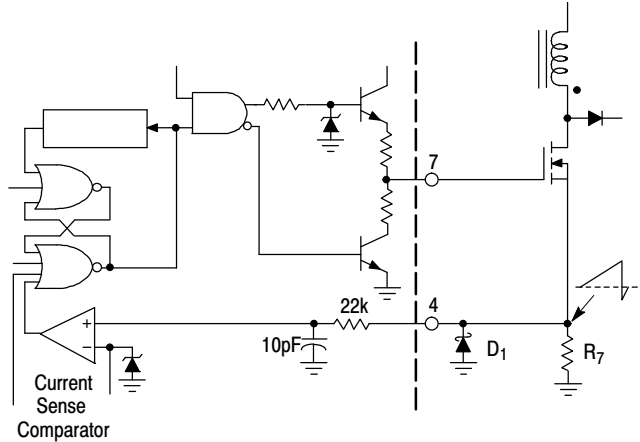 7
22k
4
10pF
D1
R7
+
−
Current
Sense
Comparator